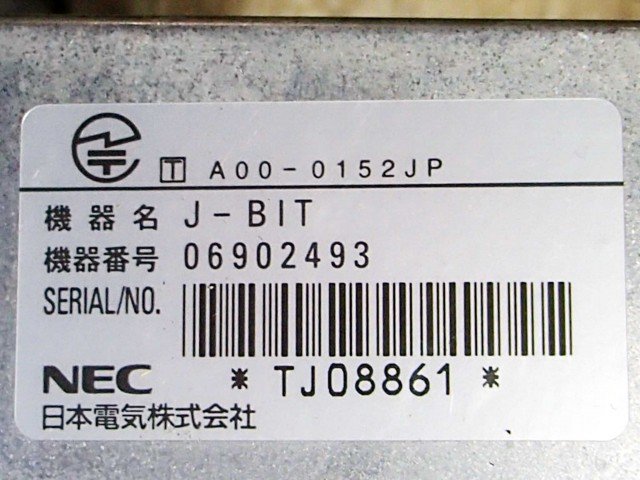 T A00-0152JP
機器名 J-BIT
機器番号 06902493
SERIAL/NO.
NEC * TJ08861 *
日本電気株式会社